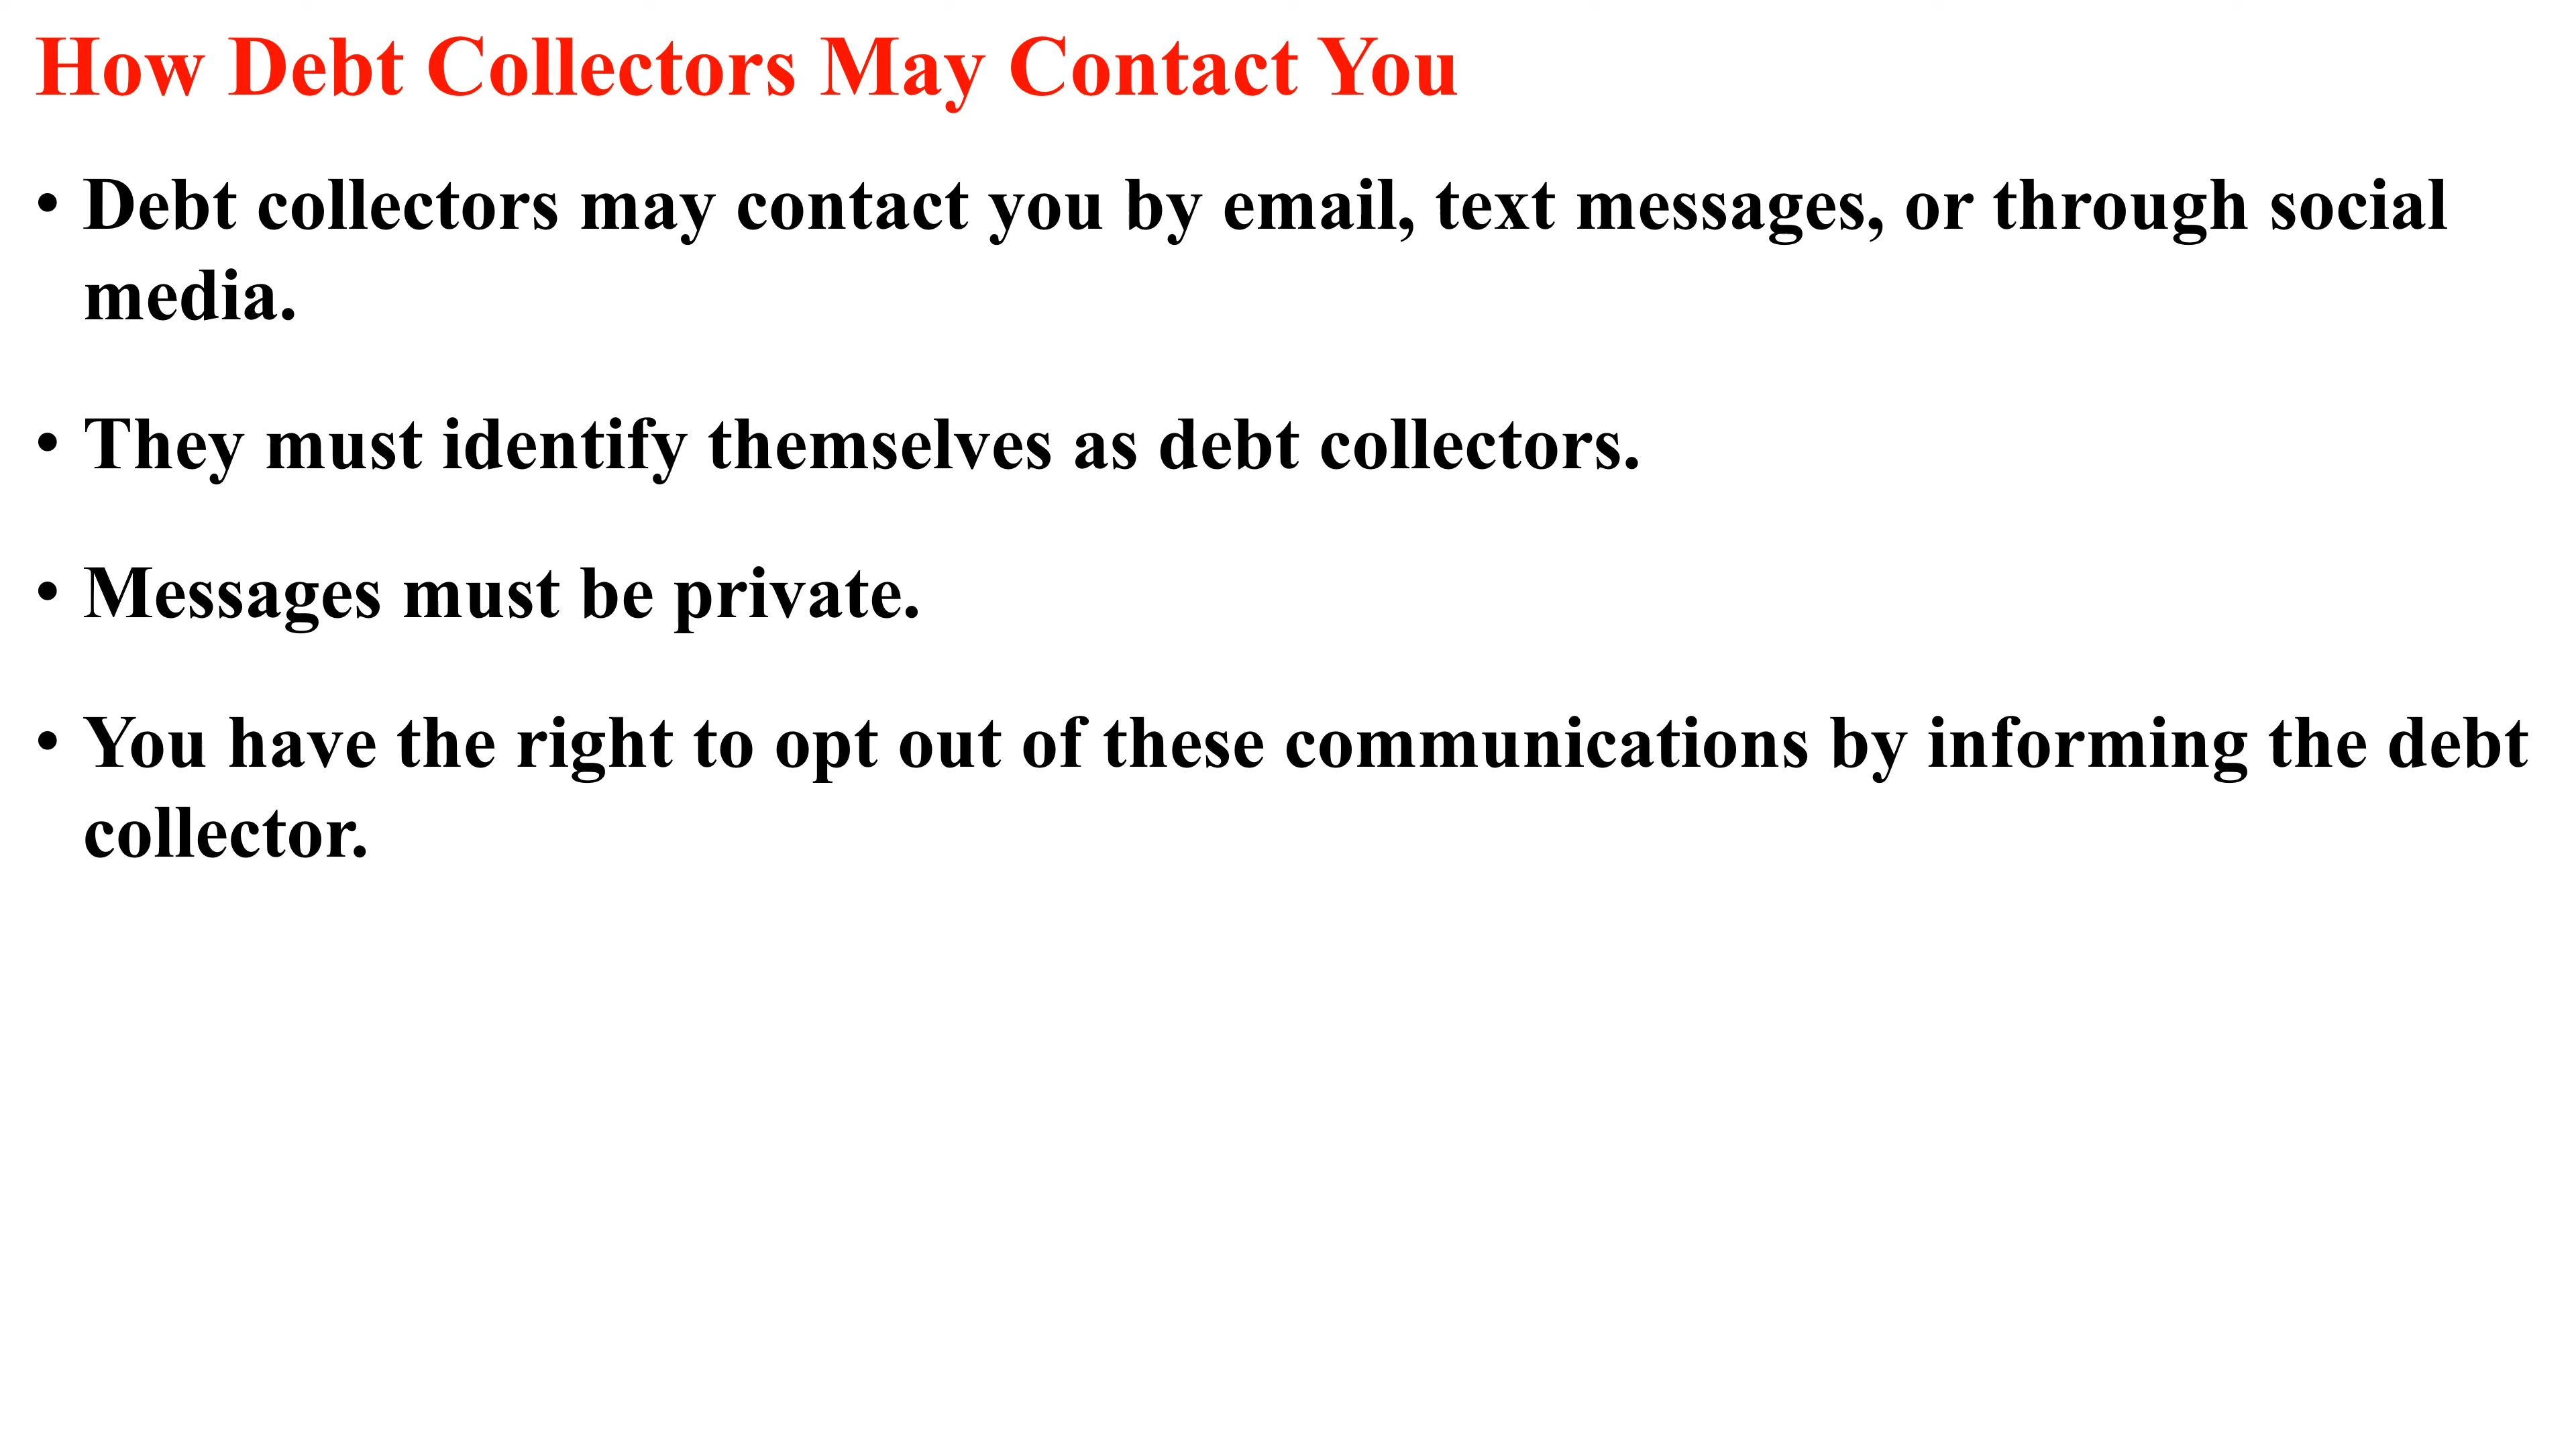 How Debt Collectors May Contact You
• Debt collectors may contact you by email, text messages, or through social
media.
• They must identify themselves as debt collectors.
• Messages must be private.
• You have the right to opt out of these communications by informing the debt
collector.